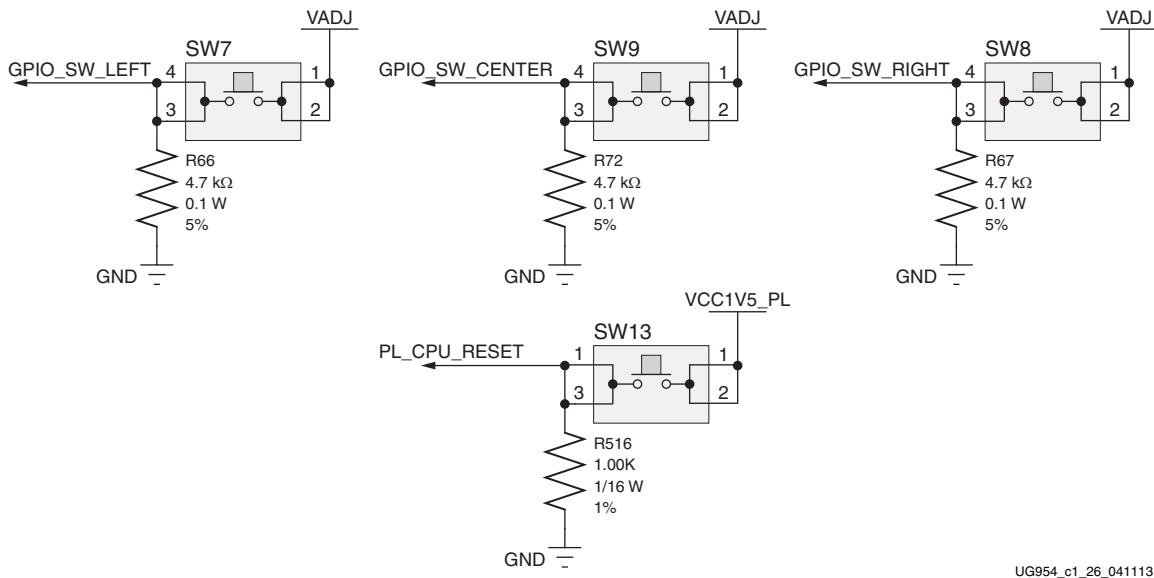 VADJ
SW7
GPIO_SW_LEFT
4
1
3
2
R66
4.7 kΩ
0.1 W
5%
GND
VADJ
SW9
GPIO_SW_CENTER
4
1
3
2
R72
4.7 kΩ
0.1 W
5%
GND
VADJ
SW8
GPIO_SW_RIGHT
4
1
3
2
R67
4.7 kΩ
0.1 W
5%
GND
VCC1V5_PL
SW13
PL_CPU_RESET
1
1
3
2
R516
1.00K
1/16 W
1%
GND
UG954_c1_26_041113